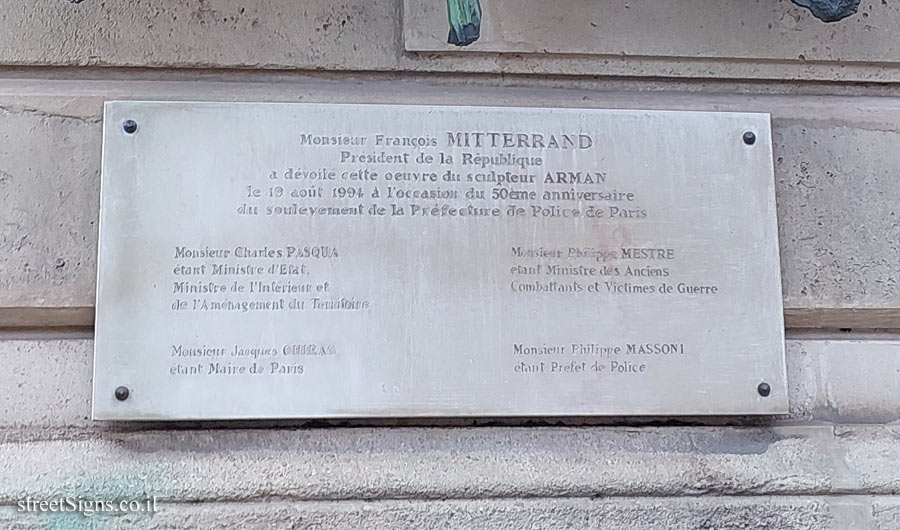 Monsieur François MITTERRAND
Président de la République
a dévoilé cette oeuvre du sculpteur ARMAN
le 19 août 1994 à l'occasion du 50ème anniversaire
du soulèvement de la Préfecture de Police de Paris
Monsieur Charles PASQUA
étant Ministre d'Etat,
Ministre de l'Interieur et
de l'Aménagement du Territoire
Monsieur Philippe MESTRE
étant Ministre des Anciens
Combattants et Victimes de Guerre
Monsieur Jacques CHIRAC
étant Maire de Paris
Monsieur Philippe MASSONI
étant Prefet de Police
streetSigns.co.il